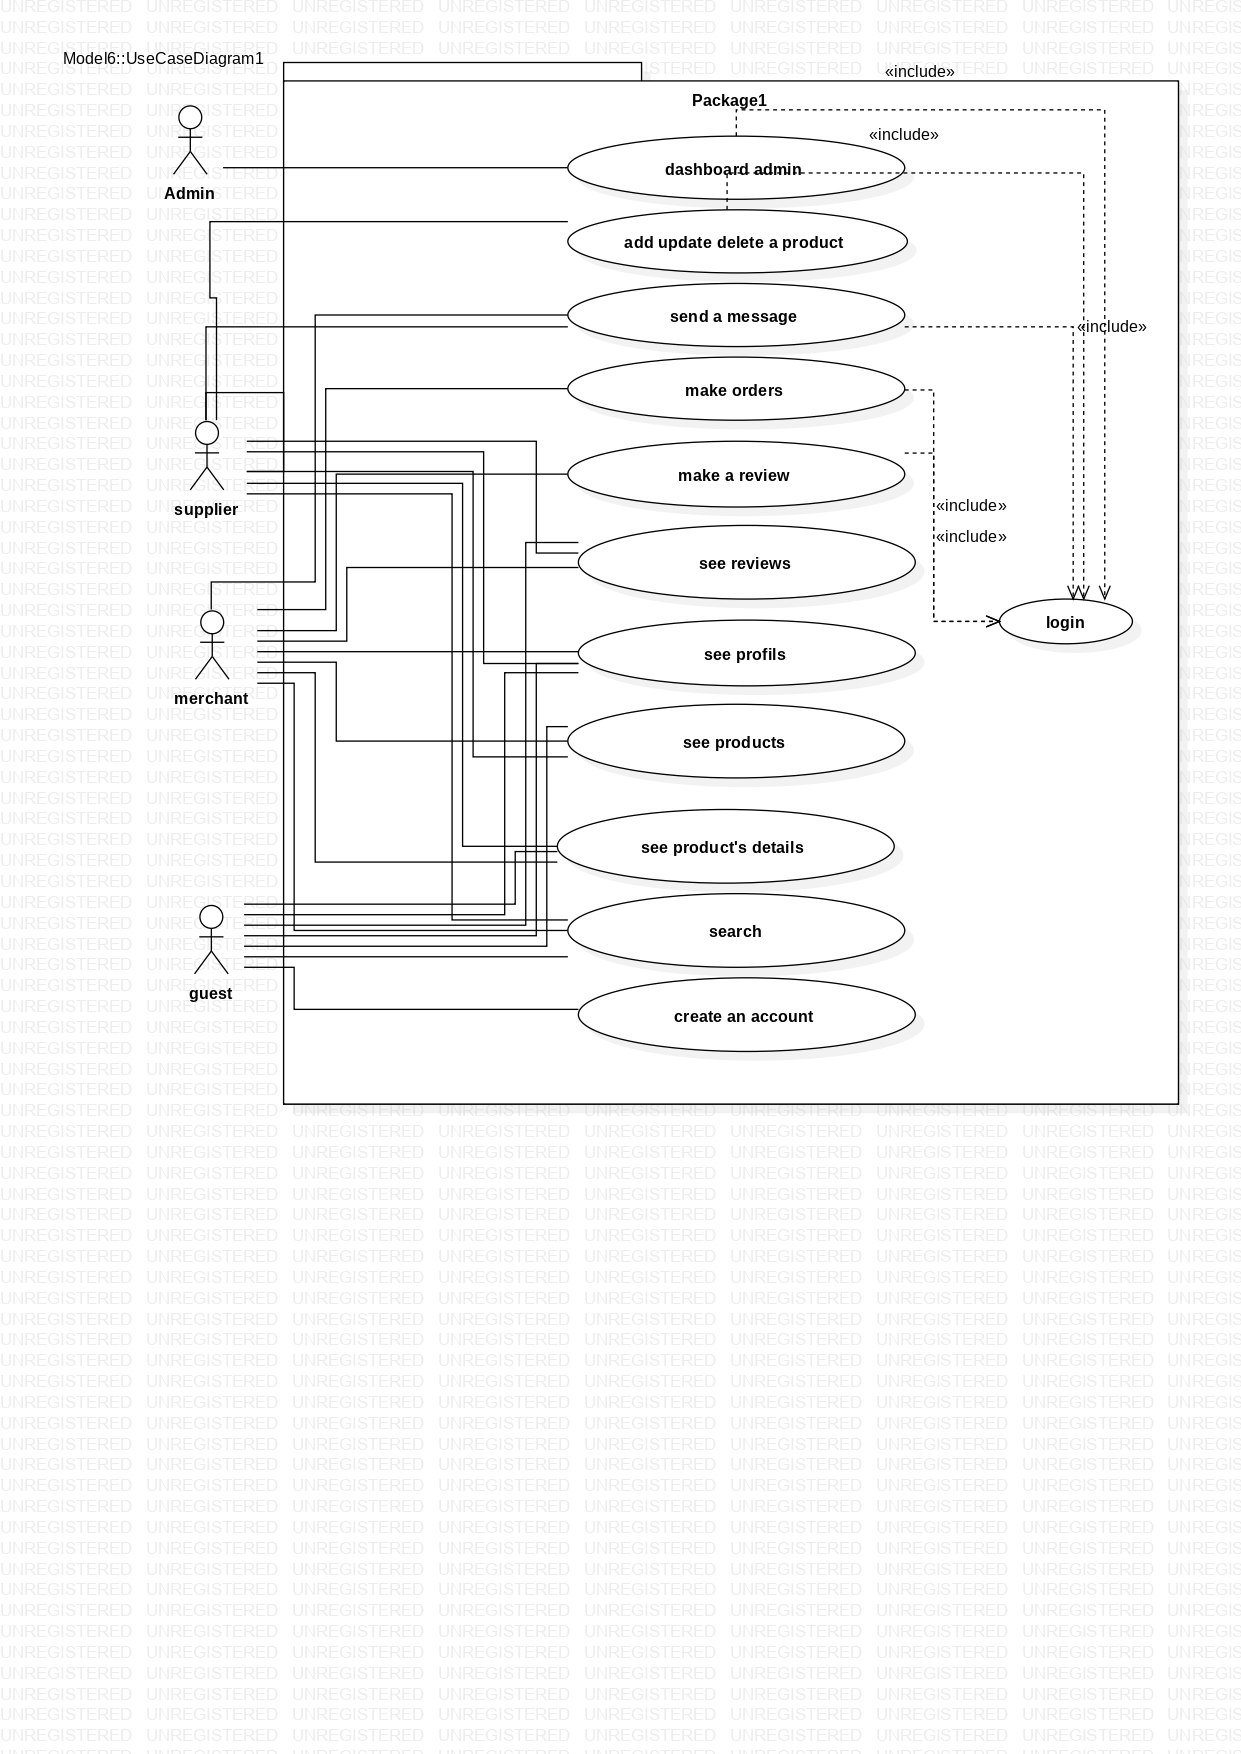 Model6::UseCaseDiagram1
«include»
Package1
«include»
dashboard admin
Admin
add update delete a product
send a message
«include»
make orders
make a review
supplier
«include»
«include»
see reviews
login
see profils
merchant
see products
see product's details
search
guest
create an account
UNREGISTERED